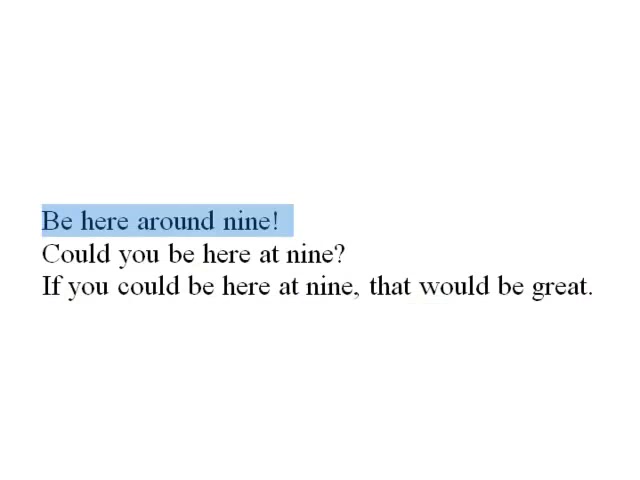 Be here around nine!
Could you be here at nine?
If you could be here at nine, that would be great.